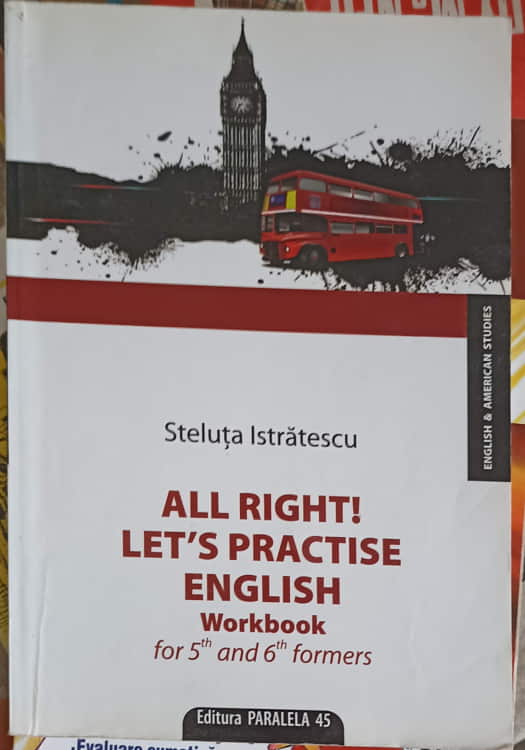 ENGLISH & AMERICAN STUDIES
Steluța Istrătescu
ALL RIGHT!
LET'S PRACTISE
ENGLISH
Workbook
for 5th and 6th formers
Editura PARALELA 45